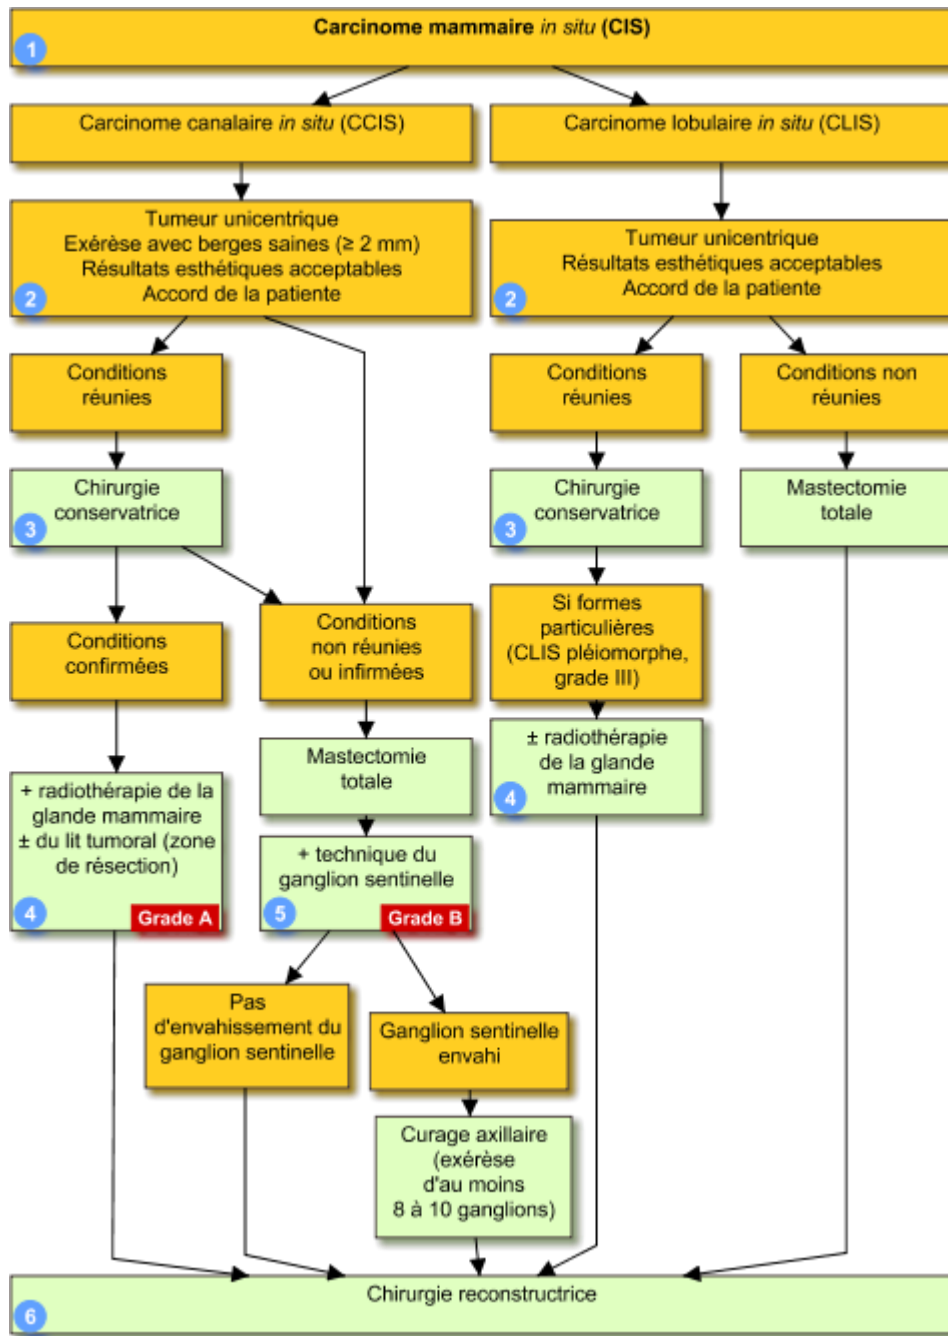 Carcinome mammaire in situ (CIS)
1
Carcinome canalaire in situ (CCIS)
Carcinome lobulaire in situ (CLIS)
Tumeur unicentrique
Exérèse avec berges saines (≥ 2 mm)
Résultats esthétiques acceptables
Accord de la patiente
2
Tumeur unicentrique
Résultats esthétiques acceptables
Accord de la patiente
2
Conditions
réunies
Conditions
réunies
Conditions non
réunies
Chirurgie
conservatrice
3
Chirurgie
conservatrice
3
Mastectomie
totale
Conditions
confirmées
Conditions
non réunies
ou infirmées
Si formes
particulières
(CLIS pléiomorphe,
grade III)
+ radiothérapie de la
glande mammaire
± du lit tumoral (zone
de résection)
4
Grade A
Mastectomie
totale
± radiothérapie
de la glande
mammaire
4
+ technique du
ganglion sentinelle
5
Grade B
Pas
d'envahissement du
ganglion sentinelle
Ganglion sentinelle
envahi
Curage axillaire
(exérèse
d'au moins
8 à 10 ganglions)
Chirurgie reconstructrice
6